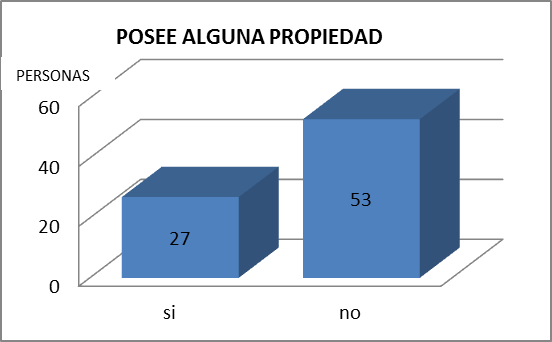 POSEE ALGUNA PROPIEDAD
PERSONAS
60
40
20
0
27
53
si
no